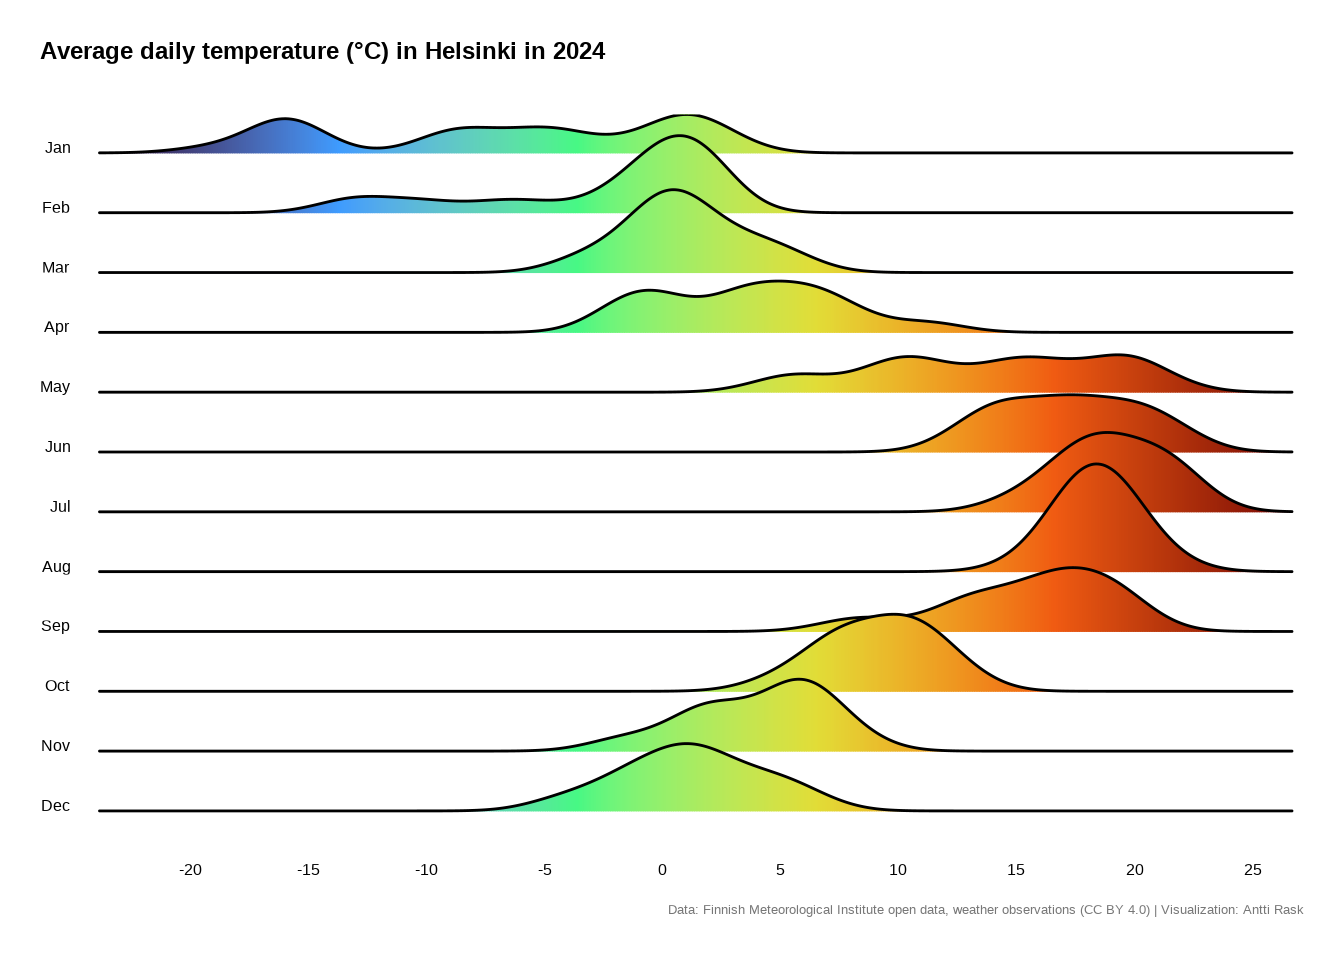 Average daily temperature (°C) in Helsinki in 2024
Jan
Feb
Mar
Apr
May
Jun
Jul
Aug
Sep
Oct
Nov
Dec
-20 -15 -10 -5 0 5 10 15 20 25
Data: Finnish Meteorological Institute open data, weather observations (CC BY 4.0) | Visualization: Antti Rask